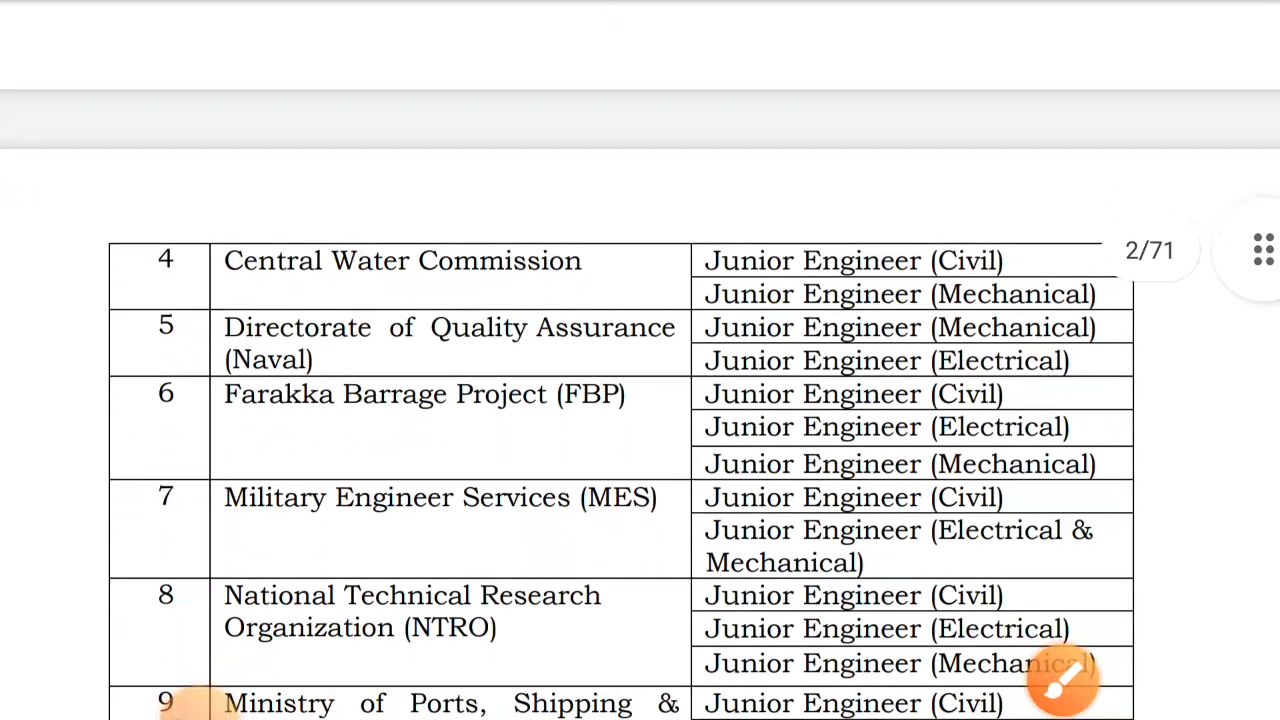 2/71
4 Central Water Commission Junior Engineer (Civil)
Junior Engineer (Mechanical)
5 Directorate of Quality Assurance Junior Engineer (Mechanical)
(Naval) Junior Engineer (Electrical)
6 Farakka Barrage Project (FBP) Junior Engineer (Civil)
Junior Engineer (Electrical)
Junior Engineer (Mechanical)
7 Military Engineer Services (MES) Junior Engineer (Civil)
Junior Engineer (Electrical &
Mechanical)
8 National Technical Research Junior Engineer (Civil)
Organization (NTRO) Junior Engineer (Electrical)
Junior Engineer (Mechanical)
9 Ministry of Ports, Shipping & Junior Engineer (Civil)